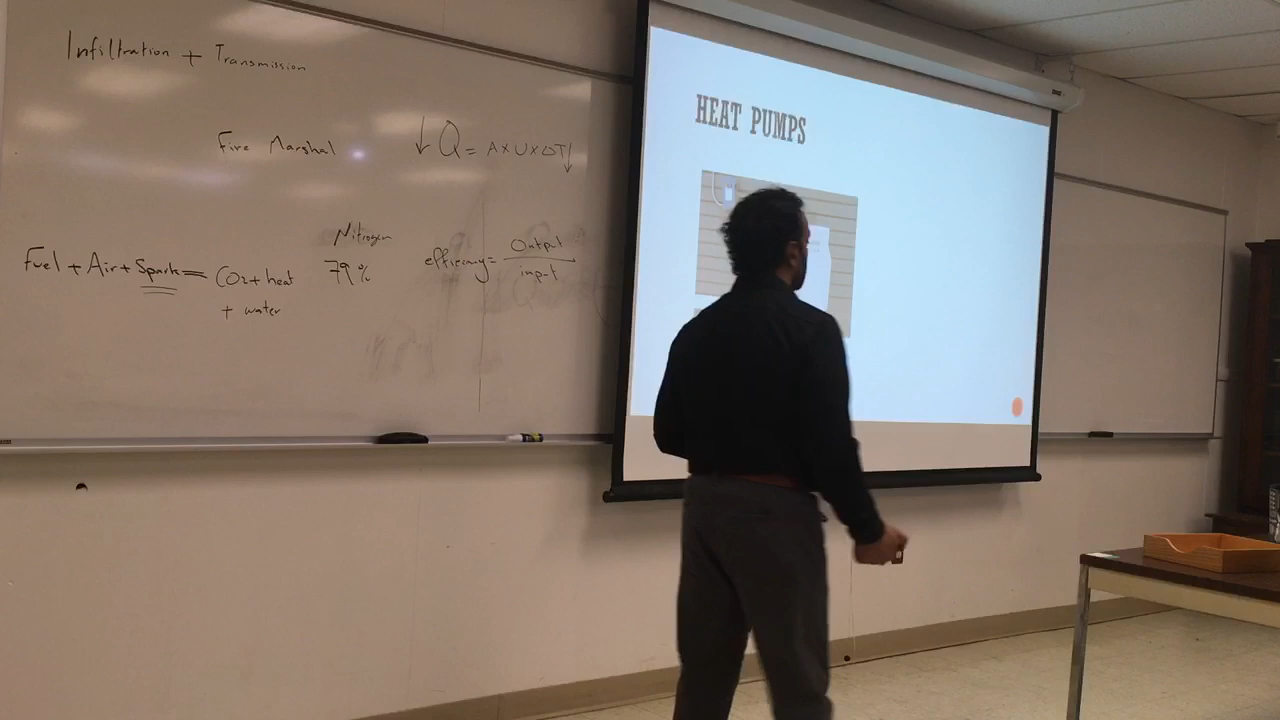 Infiltration + Transmission
Fire Marshal
↓ Q = A x U x ΔT↓
Nitrogen
79%
Fuel + Air + Spark = CO2 + heat
+ water
efficiency = Output
input
HEAT PUMPS